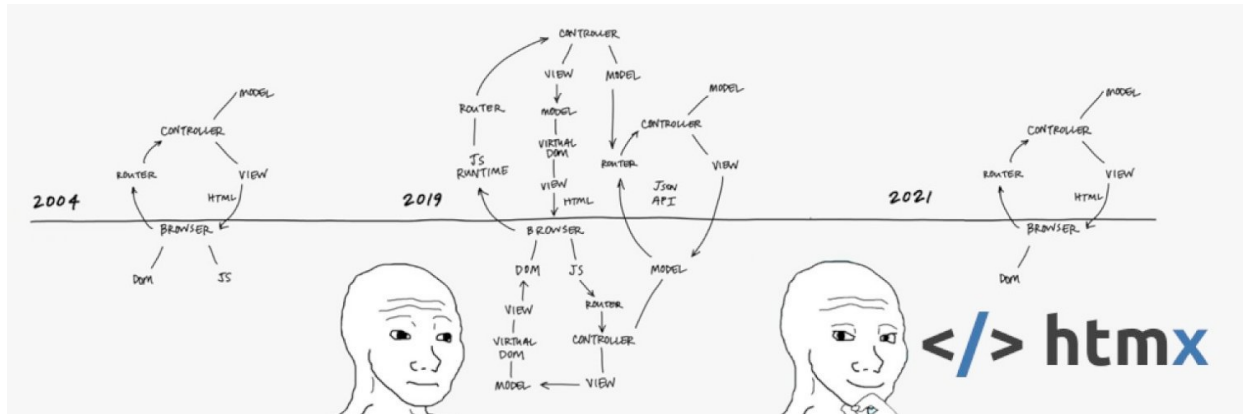 2004
MODEL
CONTROLLER
ROUTER
VIEW
HTML
BROWSER
DOM
JS
2019
CONTROLLER
VIEW
MODEL
ROUTER
MODEL
VIRTUAL
DOM
JS
RUNTIME
VIEW
HTML
MODEL
CONTROLLER
ROUTER
VIEW
JSON
API
BROWSER
DOM
JS
MODEL
VIEW
ROUTER
VIRTUAL
DOM
CONTROLLER
MODEL
VIEW
2021
MODEL
CONTROLLER
ROUTER
VIEW
HTML
BROWSER
DOM
</> htmx